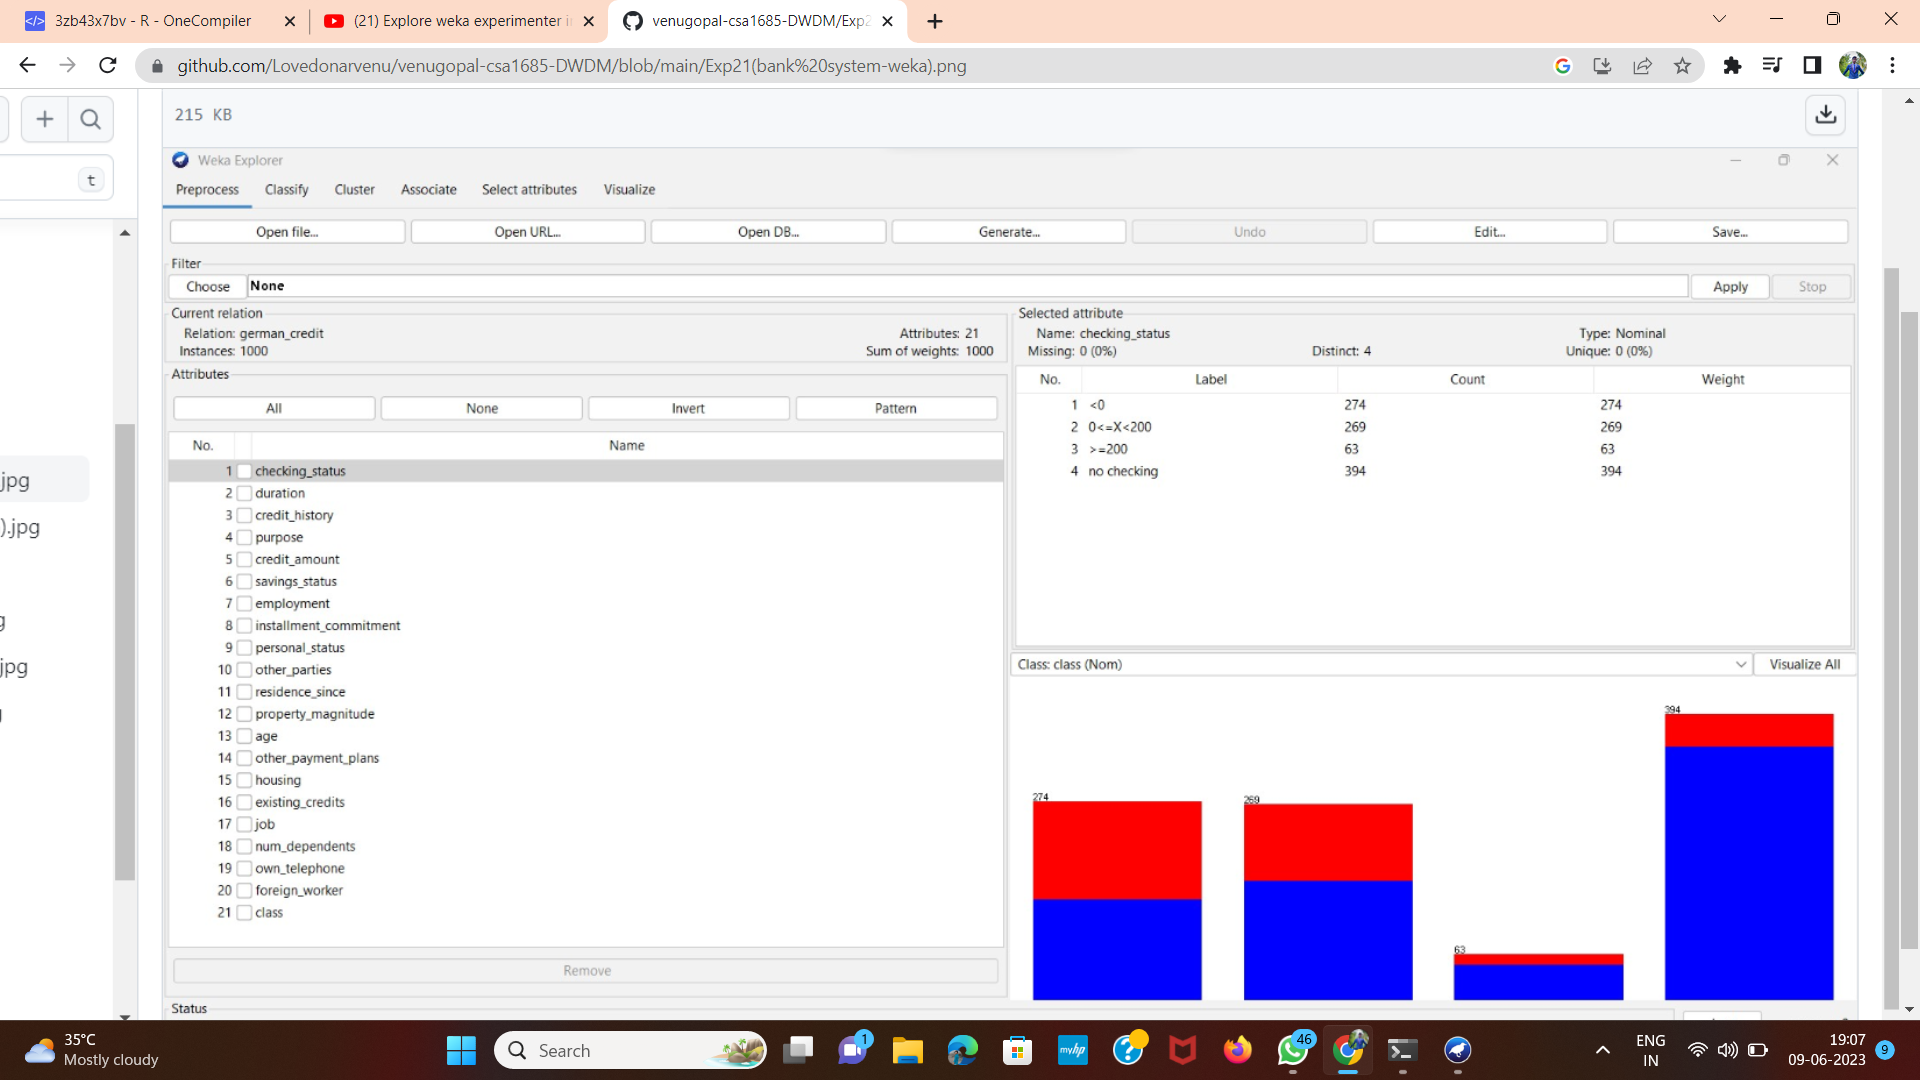 3zb43x7bv - R - OneCompiler
(21) Explore weka experimenter i
venugopal-csa1685-DWDM/Exp2
github.com/Lovedonarvenu/venugopal-csa1685-DWDM/blob/main/Exp21(bank%20system-weka).png
215 KB
t
jpg
).jpg
g
jpg
Weka Explorer
Preprocess Classify Cluster Associate Select attributes Visualize
Open file... Open URL... Open DB... Generate... Undo Edit... Save...
Filter
Choose None Apply Stop
Current relation
Relation: german_credit Attributes: 21
Instances: 1000 Sum of weights: 1000
Attributes
All None Invert Pattern
No. Name
1 checking_status
2 duration
3 credit_history
4 purpose
5 credit_amount
6 savings_status
7 employment
8 installment_commitment
9 personal_status
10 other_parties
11 residence_since
12 property_magnitude
13 age
14 other_payment_plans
15 housing
16 existing_credits
17 job
18 num_dependents
19 own_telephone
20 foreign_worker
21 class
Remove
Status
Selected attribute
Name: checking_status Type: Nominal
Missing: 0 (0%) Distinct: 4 Unique: 0 (0%)
No. Label Count Weight
1 <0 274 274
2 0<=X<200 269 269
3 >=200 63 63
4 no checking 394 394
Class: class (Nom) Visualize All
274
269
63
394
35°C
Mostly cloudy
Search
1
myhp
46
ENG
IN
19:07
09-06-2023
9